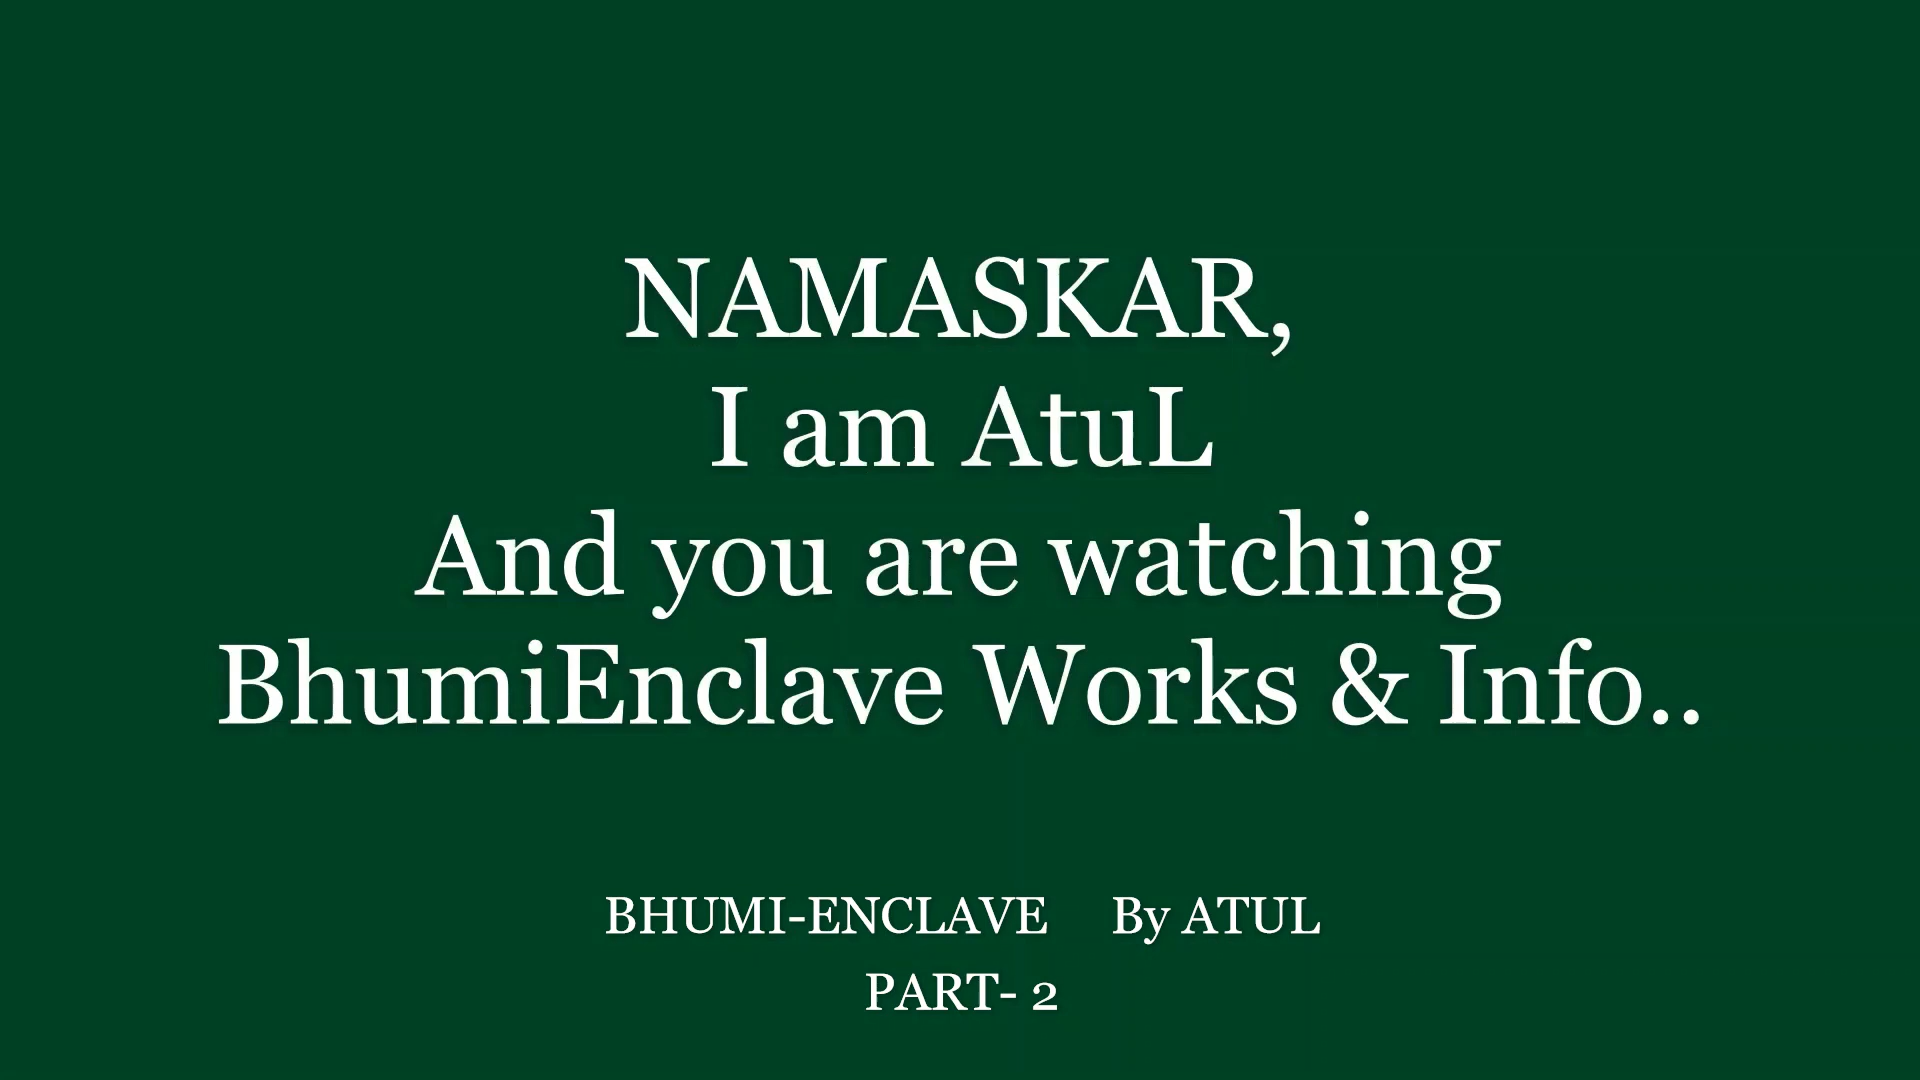 NAMASKAR,
I am AtuL
And you are watching
BhumiEnclave Works & Info..
BHUMI-ENCLAVE By ATUL
PART- 2